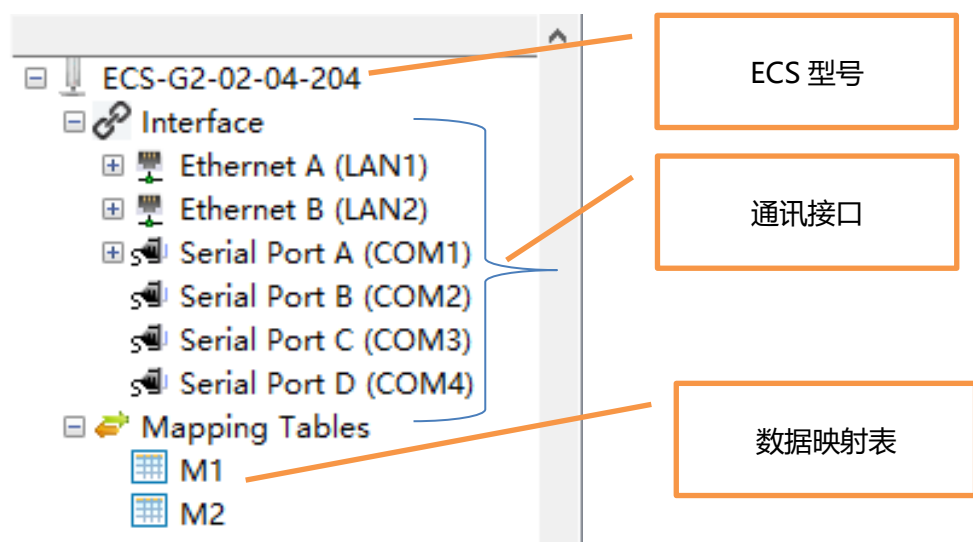 ECS-G2-02-04-204
Interface
Ethernet A (LAN1)
Ethernet B (LAN2)
Serial Port A (COM1)
Serial Port B (COM2)
Serial Port C (COM3)
Serial Port D (COM4)
Mapping Tables
M1
M2
ECS 型号
通讯接口
数据映射表